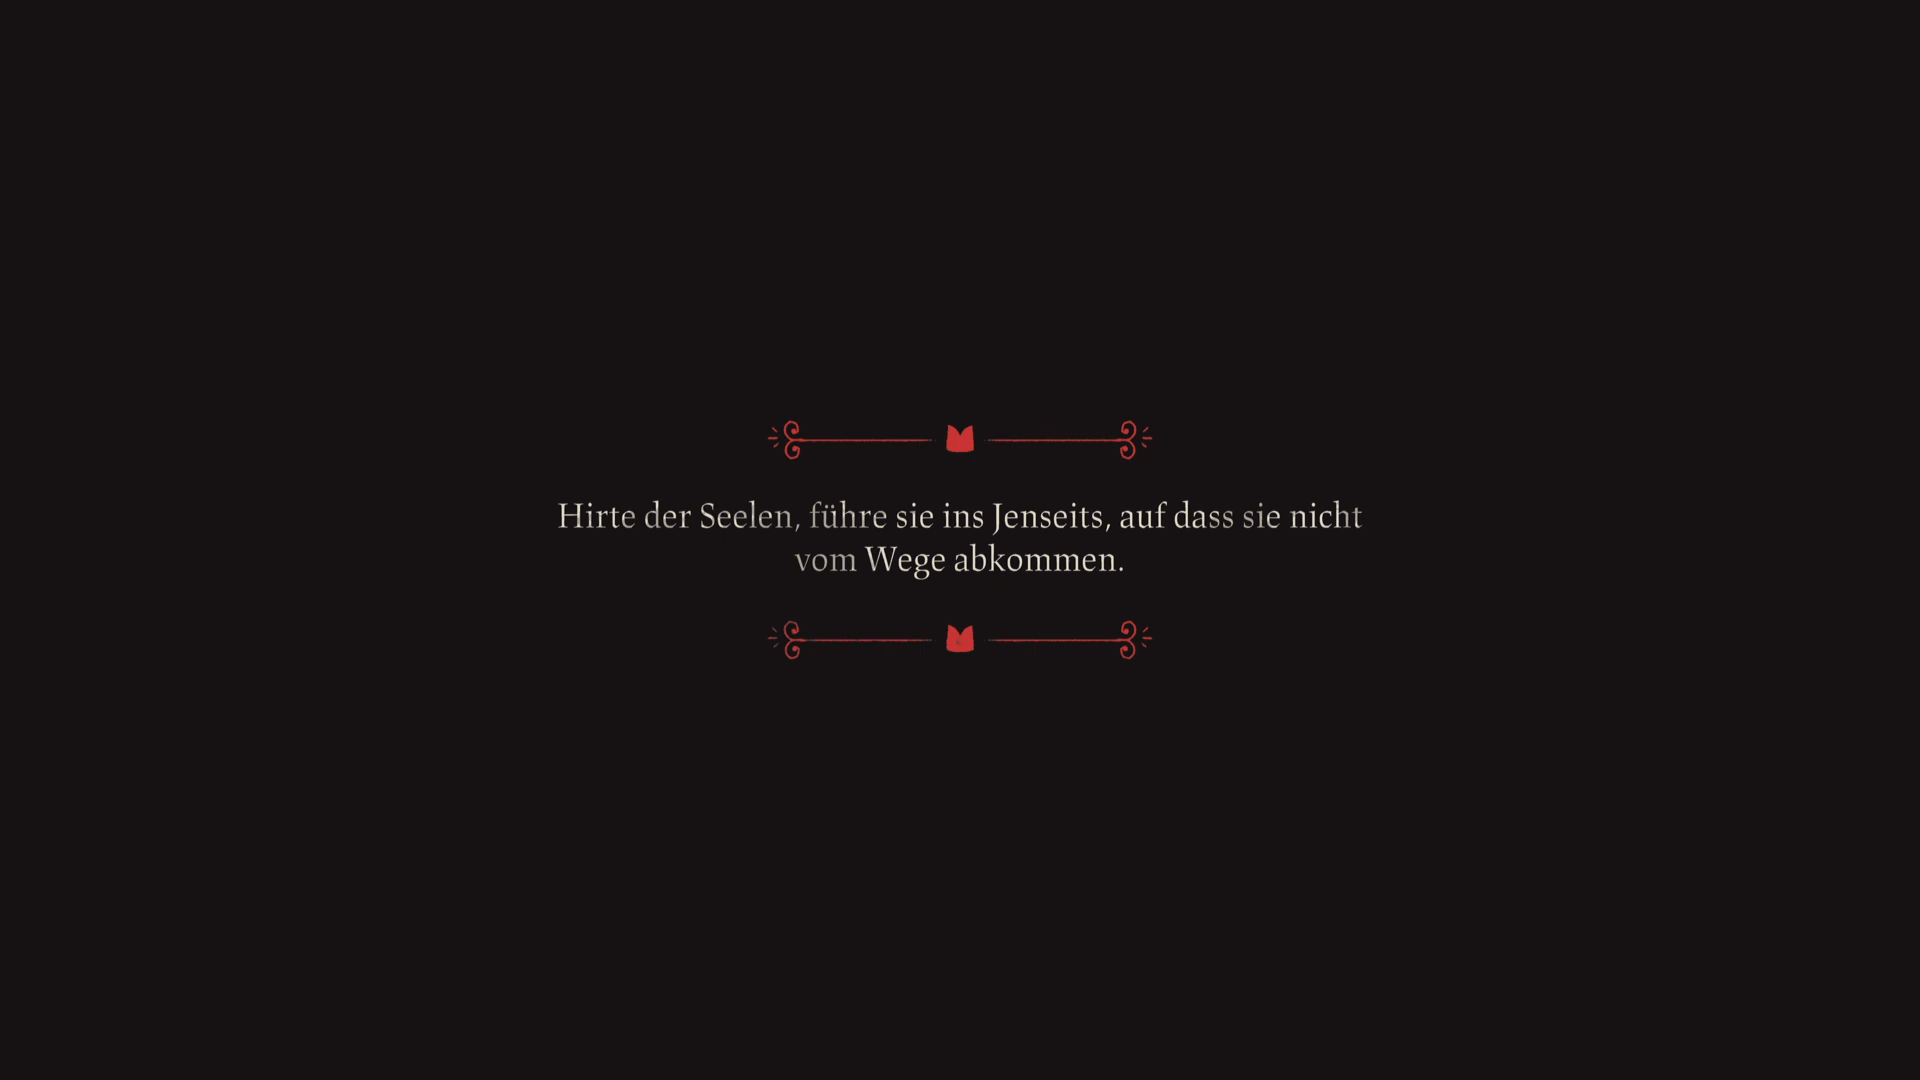 Hirte der Seelen, führe sie ins Jenseits, auf dass sie nicht
vom Wege abkommen.